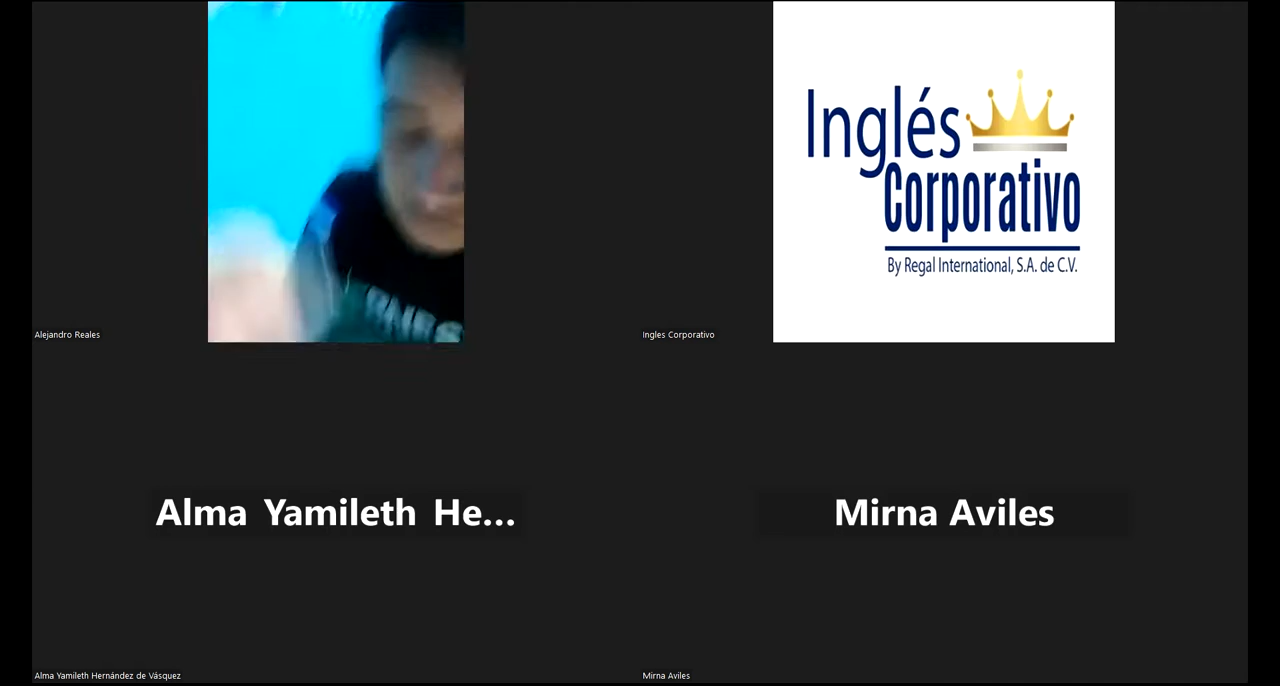 Inglés
Corporativo
By Regal International, S.A. de C.V.
Alejandro Reales
Ingles Corporativo
Alma Yamileth He...
Mirna Aviles
Alma Yamileth Hernández de Vásquez
Mirna Aviles